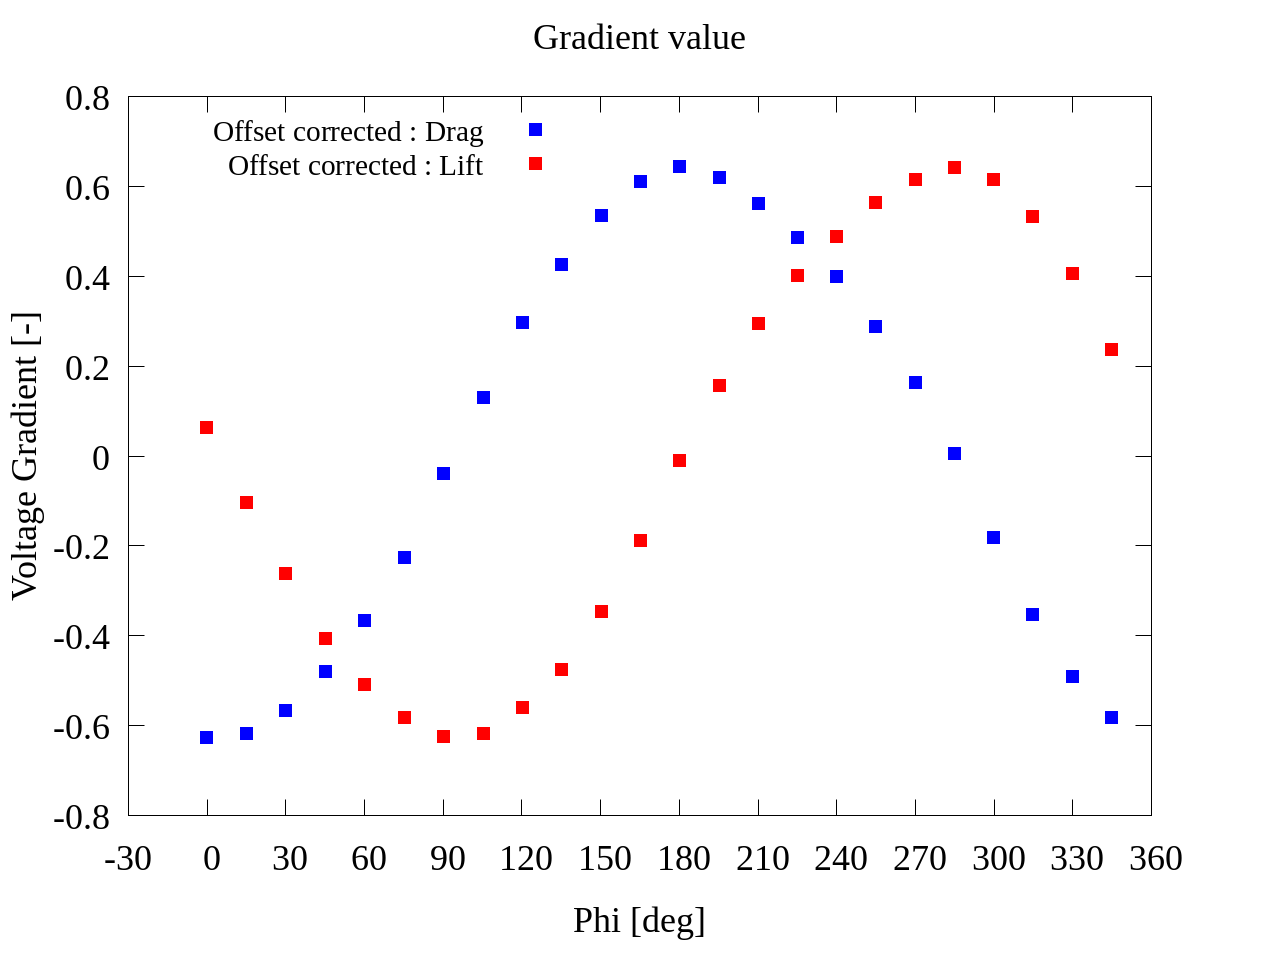 Gradient value
Offset corrected : Drag
Offset corrected : Lift
0.8
0.6
0.4
0.2
0
-0.2
-0.4
-0.6
-0.8
Voltage Gradient [-]
-30 0 30 60 90 120 150 180 210 240 270 300 330 360
Phi [deg]